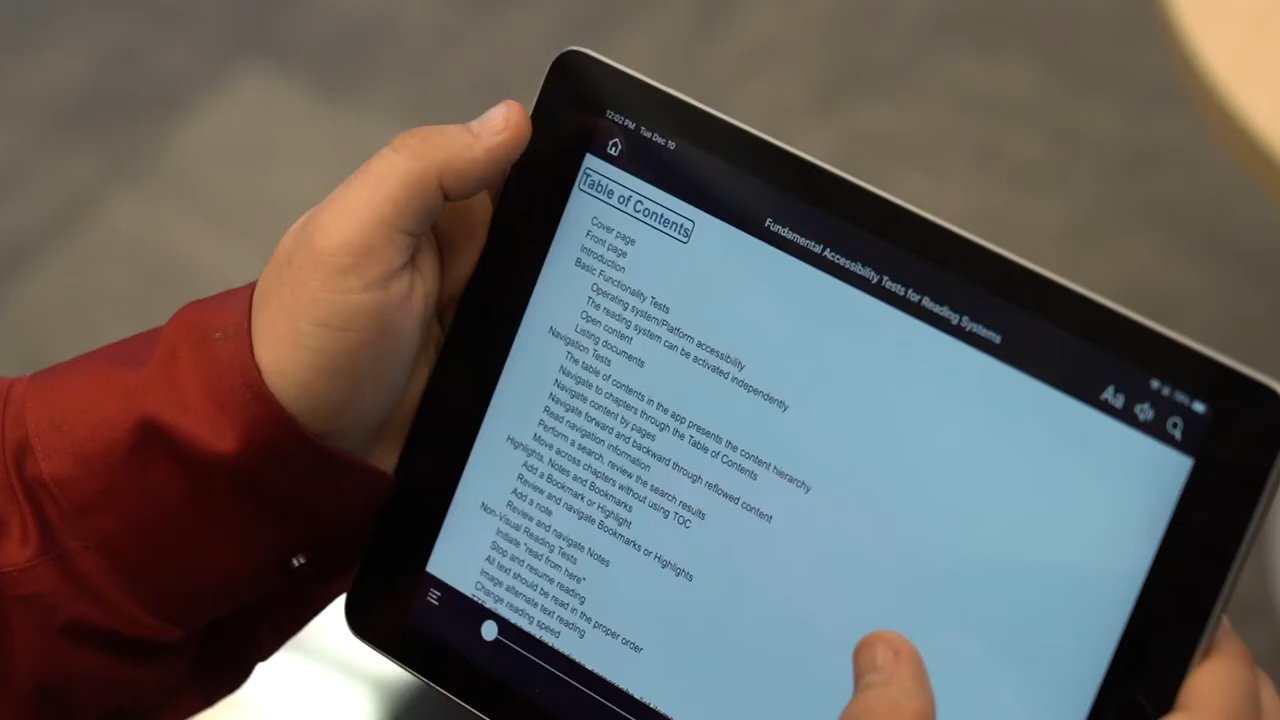 12:02 PM Tue Dec 10
Fundamental Accessibility Tests for Reading Systems
Aa
Table of Contents
Cover page
Front page
Introduction
Basic Functionality Tests
Operating system/Platform accessibility
The reading system can be activated independently
Open content
Listing documents
Navigation Tests
The table of contents in the app presents the content hierarchy
Navigate to chapters through the Table of Contents
Navigate content by pages
Navigate forward and backward through reflowed content
Read navigation information
Perform a search, review the search results
Move across chapters without using TOC
Highlights, Notes and Bookmarks
Add a Bookmark or Highlight
Review and navigate Bookmarks or Highlights
Add a note
Review and navigate Notes
Non-Visual Reading Tests
Initiate "read from here"
Stop and resume reading
All text should be read in the proper order
Image alternate text reading
Change reading speed